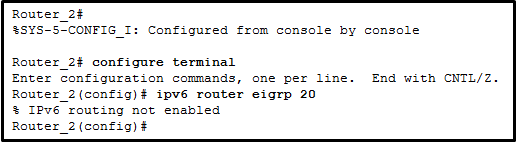 Router_2#
%SYS-5-CONFIG_I: Configured from console by console
Router_2# configure terminal
Enter configuration commands, one per line.  End with CNTL/Z.
Router_2(config)# ipv6 router eigrp 20
% IPv6 routing not enabled
Router_2(config)#